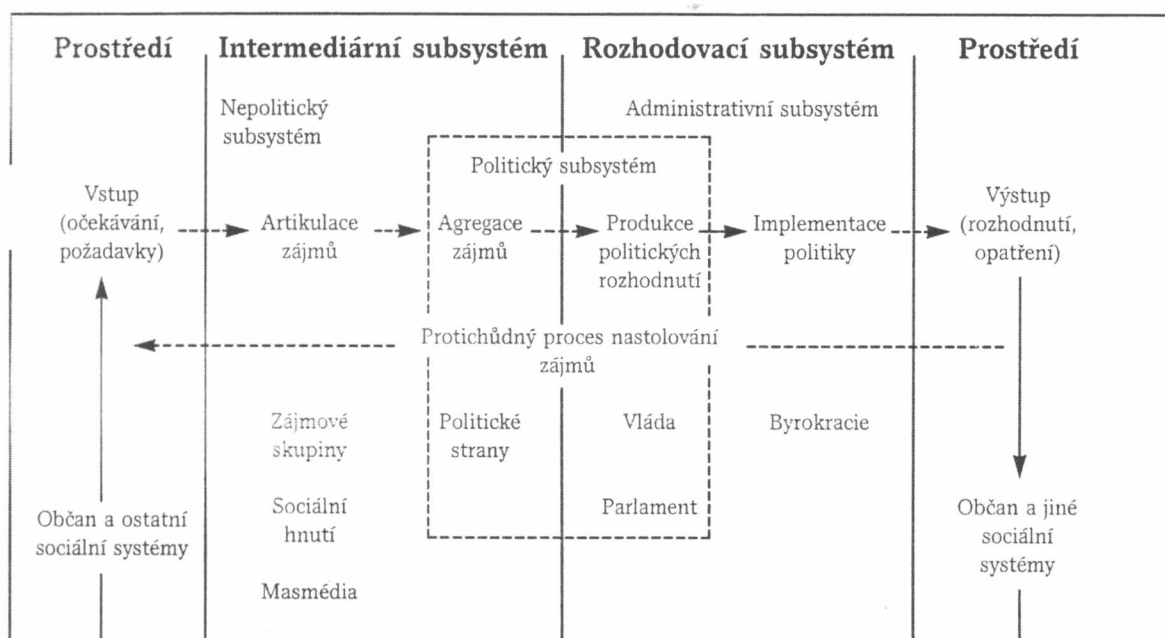 Prostředí
Intermediární subsystém
Rozhodovací subsystém
Prostředí
Nepolitický
subsystém
Administrativní subsystém
Politický subsystém
Vstup
(očekávání,
požadavky)
Artikulace
zájmů
Agregace
zájmů
Produkce
politických
rozhodnutí
Implementace
politiky
Výstup
(rozhodnutí,
opatření)
Protichůdný proces nastolování
zájmů
Zájmové
skupiny
Politické
strany
Vláda
Byrokracie
Sociální
hnutí
Parlament
Občan a ostatní
sociální systémy
Občan a jiné
sociální
systémy
Masmédia